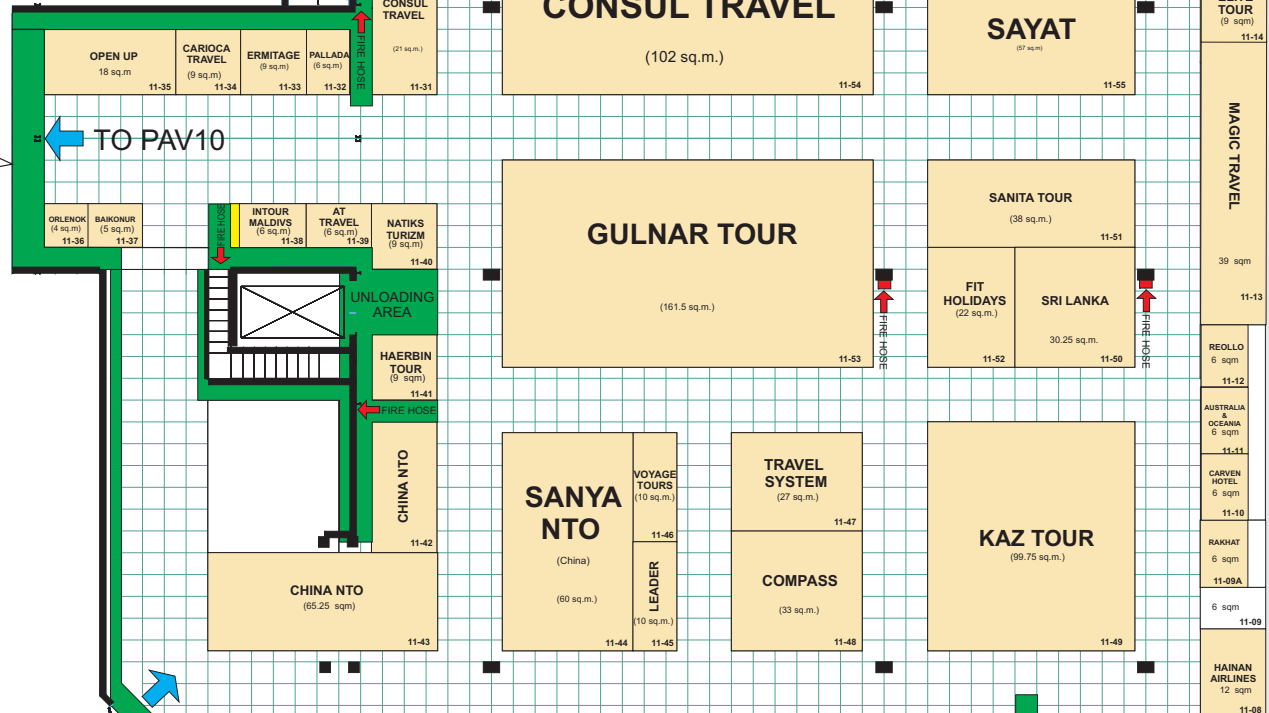 CONSUL
TRAVEL
(21 sq.m.)
11-31
CONSUL TRAVEL
(102 sq.m.)
11-54
SAYAT
(57 sq.m)
11-55
TOUR
(9 sqm)
11-14
OPEN UP
18 sq.m
11-35
CARIOCA
TRAVEL
(9 sq.m)
11-34
ERMITAGE
(9 sq.m)
11-33
PALLADA
(6 sq.m)
11-32
FIRE HOSE
TO PAV10
MAGIC TRAVEL
39 sqm
11-13
ORLENOK
(4 sq.m)
11-36
BAIKONUR
(5 sq.m)
11-37
FIRE HOSE
INTOUR
MALDIVS
(6 sq.m)
11-38
AT
TRAVEL
(6 sq.m)
11-39
NATIKS
TURIZM
(9 sq.m)
11-40
GULNAR TOUR
(161.5 sq.m.)
11-53
FIRE HOSE
SANITA TOUR
(38 sq.m.)
11-51
FIT
HOLIDAYS
(22 sq.m.)
11-52
SRI LANKA
30.25 sq.m.
11-50
FIRE HOSE
UNLOADING
AREA
HAERBIN
TOUR
(9 sqm)
11-41
FIRE HOSE
REOLLO
6 sqm
11-12
AUSTRALIA
&
OCEANIA
6 sqm
11-11
CARVEN
HOTEL
6 sqm
11-10
RAKHAT
6 sqm
11-09A
6 sqm
11-09
HAINAN
AIRLINES
12 sqm
11-08
CHINA NTO
11-42
CHINA NTO
(65.25 sqm)
11-43
SANYA
NTO
(China)
(60 sq.m.)
11-44
VOYAGE
TOURS
(10 sq.m.)
11-46
LEADER
(10 sq.m.)
11-45
TRAVEL
SYSTEM
(27 sq.m.)
11-47
COMPASS
(33 sq.m.)
11-48
KAZ TOUR
(99.75 sq.m.)
11-49